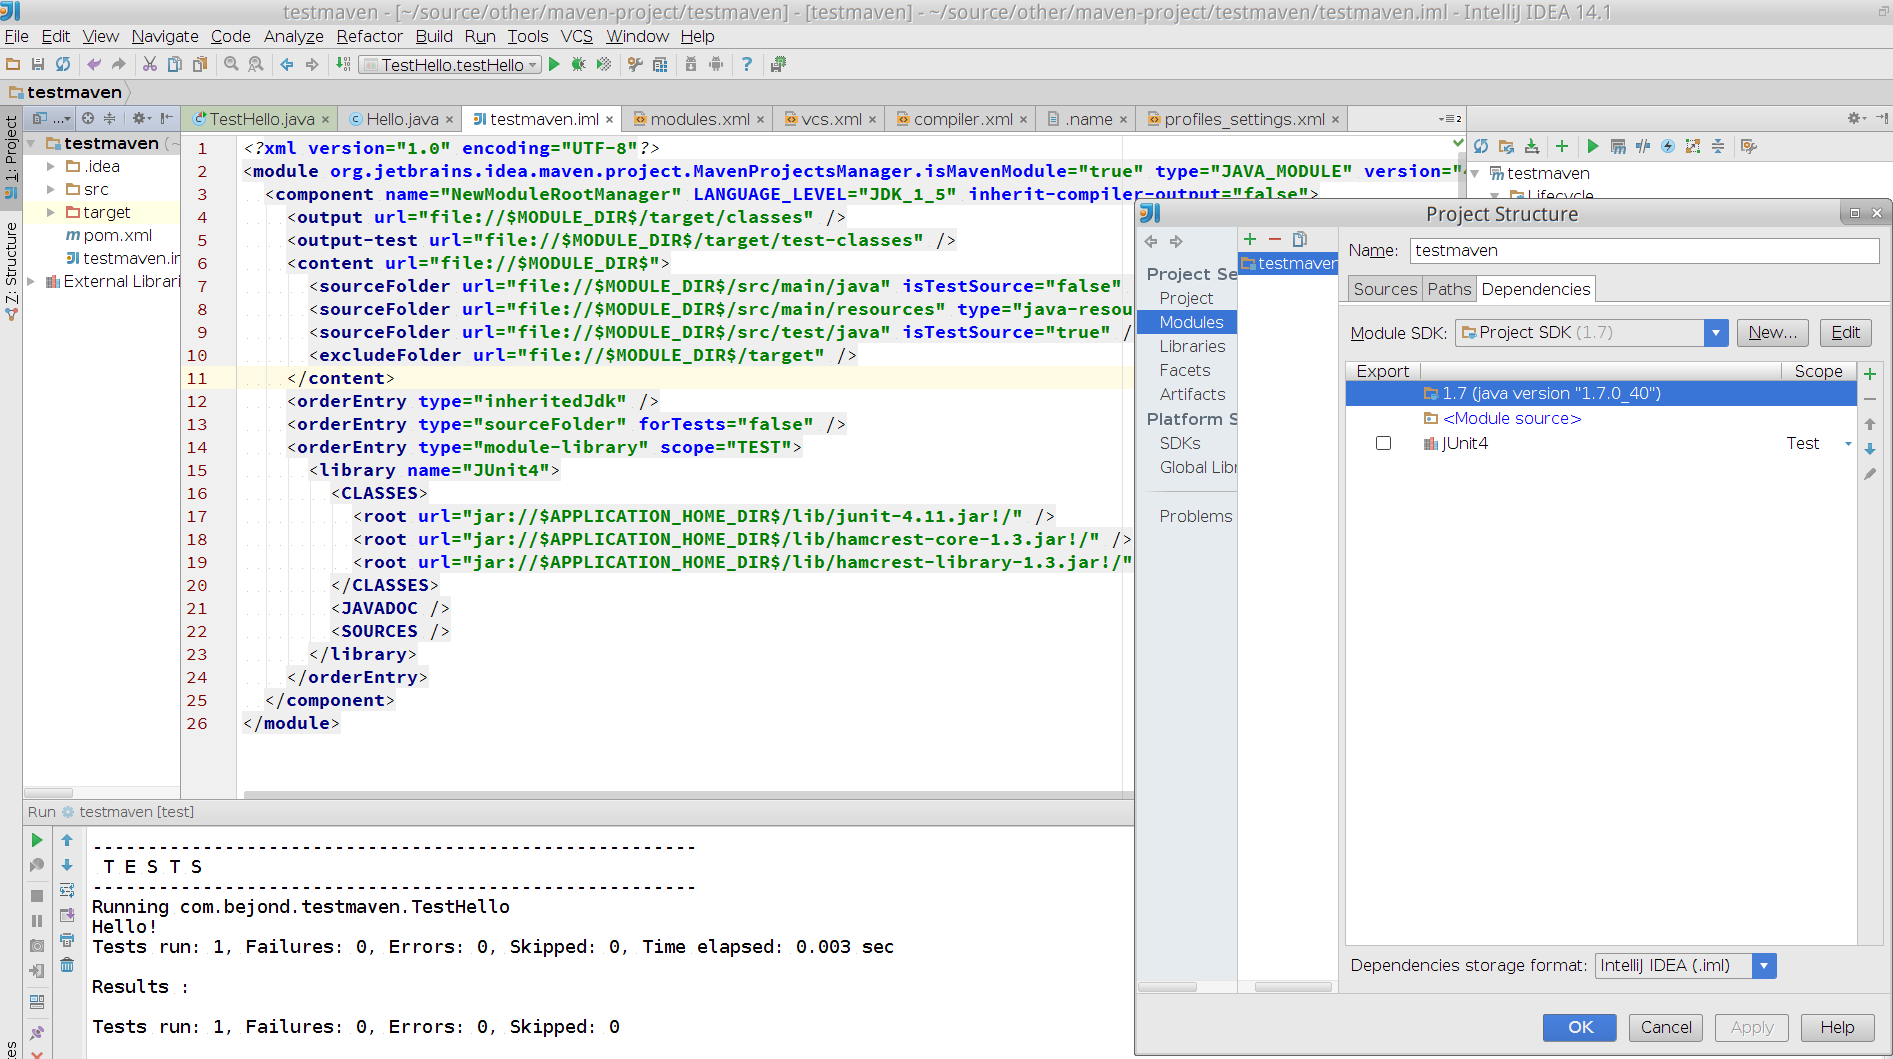 testmaven - [~/source/other/maven-project/testmaven] - [testmaven] - ~/source/other/maven-project/testmaven/testmaven.iml - IntelliJ IDEA 14.1
File Edit View Navigate Code Analyze Refactor Build Run Tools VCS Window Help
TestHello.testHello
testmaven
... TestHello.java Hello.java testmaven.iml modules.xml vcs.xml compiler.xml .name profiles_settings.xml
1: Project
Z: Structure
testmaven (~
.idea
src
target
pom.xml
testmaven.ir
External Librari
1 <?xml version="1.0" encoding="UTF-8"?>
2 <module org.jetbrains.idea.maven.project.MavenProjectsManager.isMavenModule="true" type="JAVA_MODULE" version="4
3 <component name="NewModuleRootManager" LANGUAGE_LEVEL="JDK_1_5" inherit-compiler-output="false">
4 <output url="file://$MODULE_DIR$/target/classes" />
5 <output-test url="file://$MODULE_DIR$/target/test-classes" />
6 <content url="file://$MODULE_DIR$">
7 <sourceFolder url="file://$MODULE_DIR$/src/main/java" isTestSource="false"
8 <sourceFolder url="file://$MODULE_DIR$/src/main/resources" type="java-resou
9 <sourceFolder url="file://$MODULE_DIR$/src/test/java" isTestSource="true" /
10 <excludeFolder url="file://$MODULE_DIR$/target" />
11 </content>
12 <orderEntry type="inheritedJdk" />
13 <orderEntry type="sourceFolder" forTests="false" />
14 <orderEntry type="module-library" scope="TEST">
15 <library name="JUnit4">
16 <CLASSES>
17 <root url="jar://$APPLICATION_HOME_DIR$/lib/junit-4.11.jar!/" />
18 <root url="jar://$APPLICATION_HOME_DIR$/lib/hamcrest-core-1.3.jar!/" />
19 <root url="jar://$APPLICATION_HOME_DIR$/lib/hamcrest-library-1.3.jar!/"
20 </CLASSES>
21 <JAVADOC />
22 <SOURCES />
23 </library>
24 </orderEntry>
25 </component>
26 </module>
testmaven
Lifecycle
Project Structure
Project Se
Project
Modules
Libraries
Facets
Artifacts
Platform S
SDKs
Global Libr
Problems
testmaven
Name: testmaven
Sources Paths Dependencies
Module SDK: Project SDK (1.7) New... Edit
Export Scope
1.7 (java version "1.7.0_40")
<Module source>
JUnit4 Test
Dependencies storage format: IntelliJ IDEA (.iml)
OK Cancel Apply Help
Run testmaven [test]
-------------------------------------------------------
T E S T S
-------------------------------------------------------
Running com.bejond.testmaven.TestHello
Hello!
Tests run: 1, Failures: 0, Errors: 0, Skipped: 0, Time elapsed: 0.003 sec
Results :
Tests run: 1, Failures: 0, Errors: 0, Skipped: 0